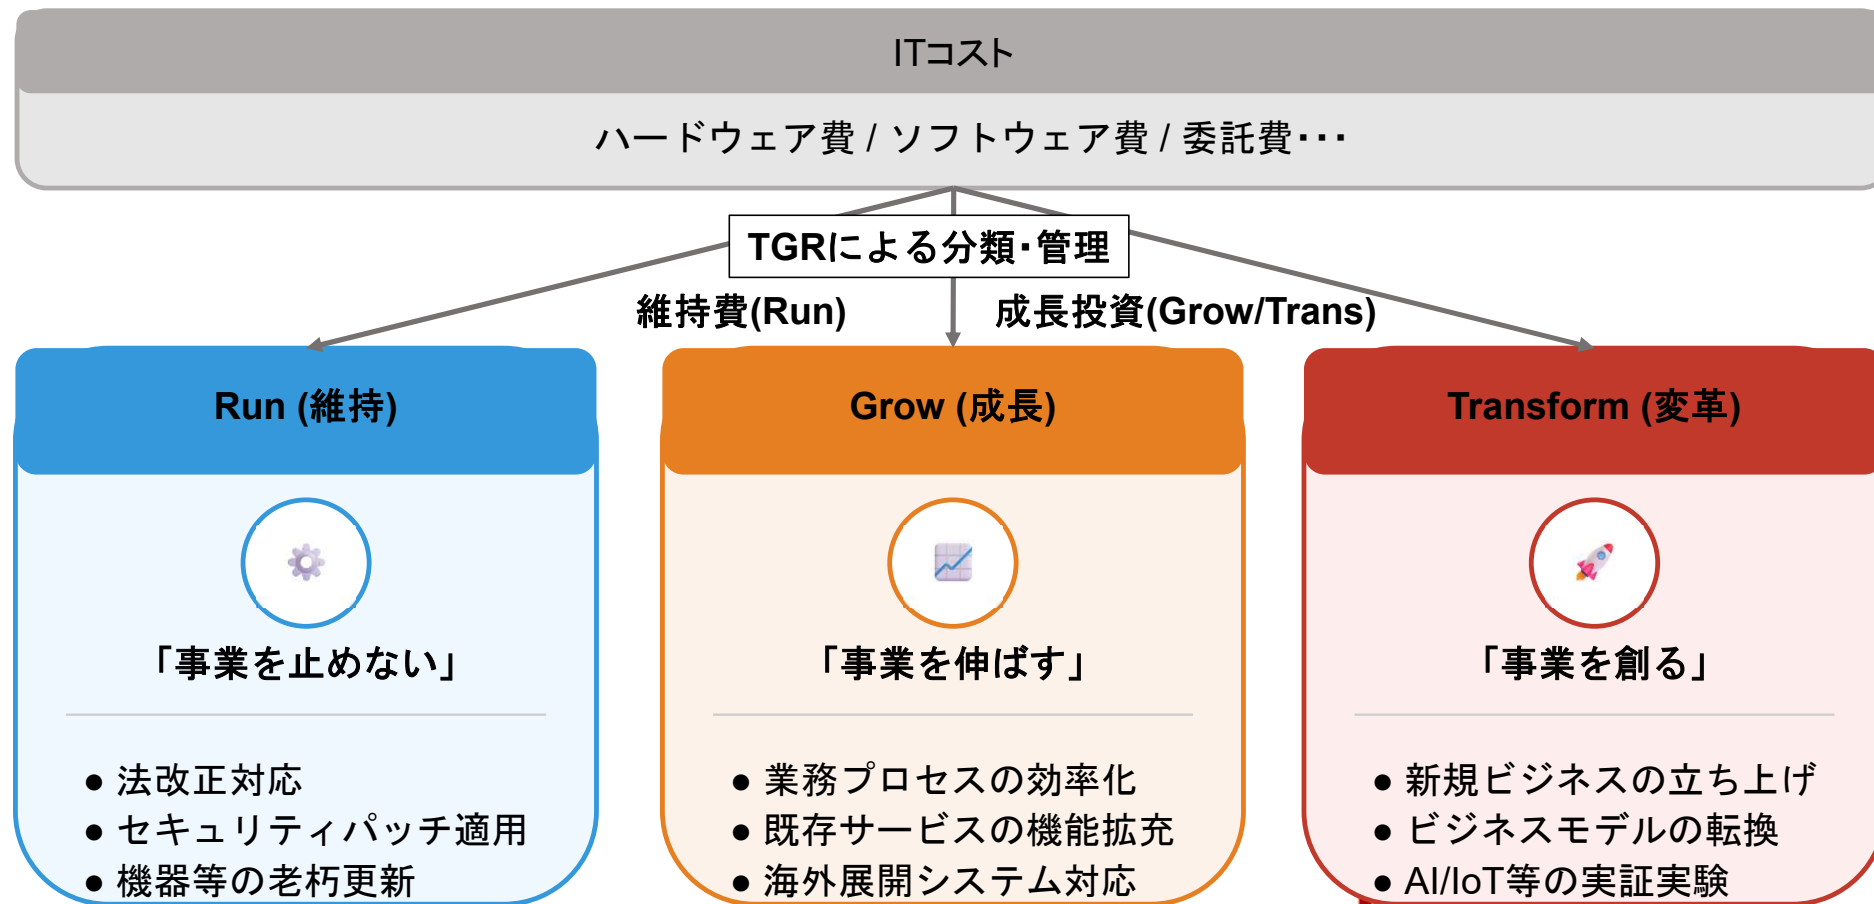 ITコスト
ハードウェア費 / ソフトウェア費 / 委託費･･･
TGRによる分類･管理
維持費(Run)
成長投資(Grow/Trans)
Run (維持)
「事業を止めない」
● 法改正対応
● セキュリティパッチ適用
● 機器等の老朽更新
Grow (成長)
「事業を伸ばす」
● 業務プロセスの効率化
● 既存サービスの機能拡充
● 海外展開システム対応
Transform (変革)
「事業を創る」
● 新規ビジネスの立ち上げ
● ビジネスモデルの転換
● AI/IoT等の実証実験